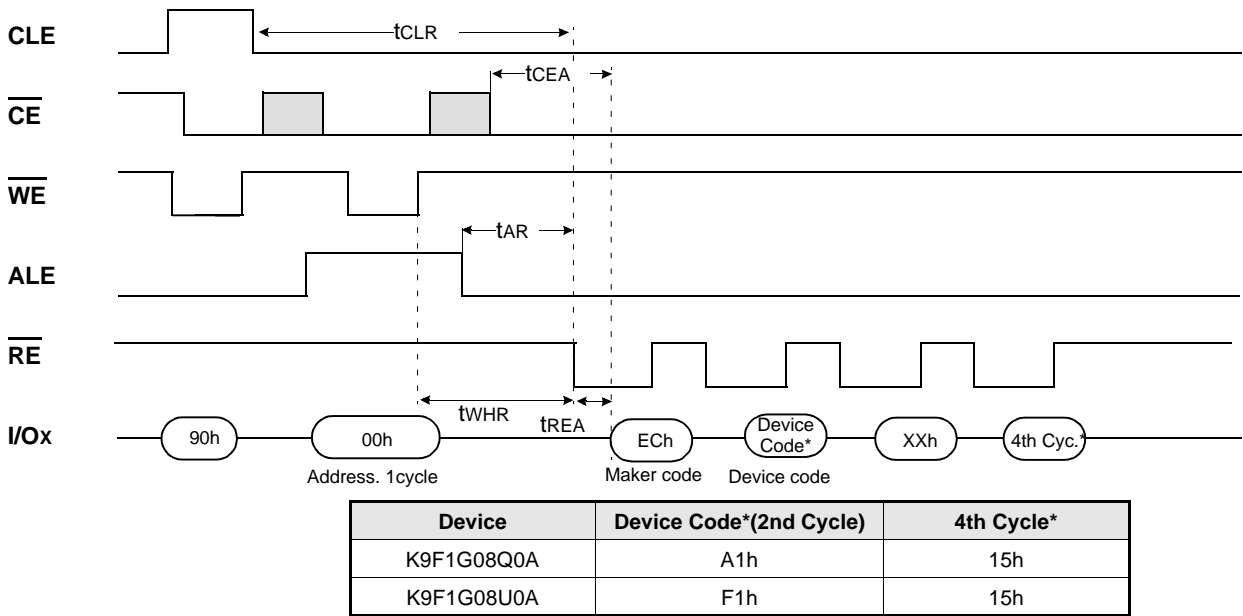 CLE
tCLR
tCEA
CE
WE
tAR
ALE
RE
tWHR
tREA
I/Ox
90h
00h
ECh
Device
Code*
XXh
4th Cyc.*
Address. 1cycle
Maker code
Device code
Device Device Code*(2nd Cycle) 4th Cycle*
K9F1G08Q0A A1h 15h
K9F1G08U0A F1h 15h